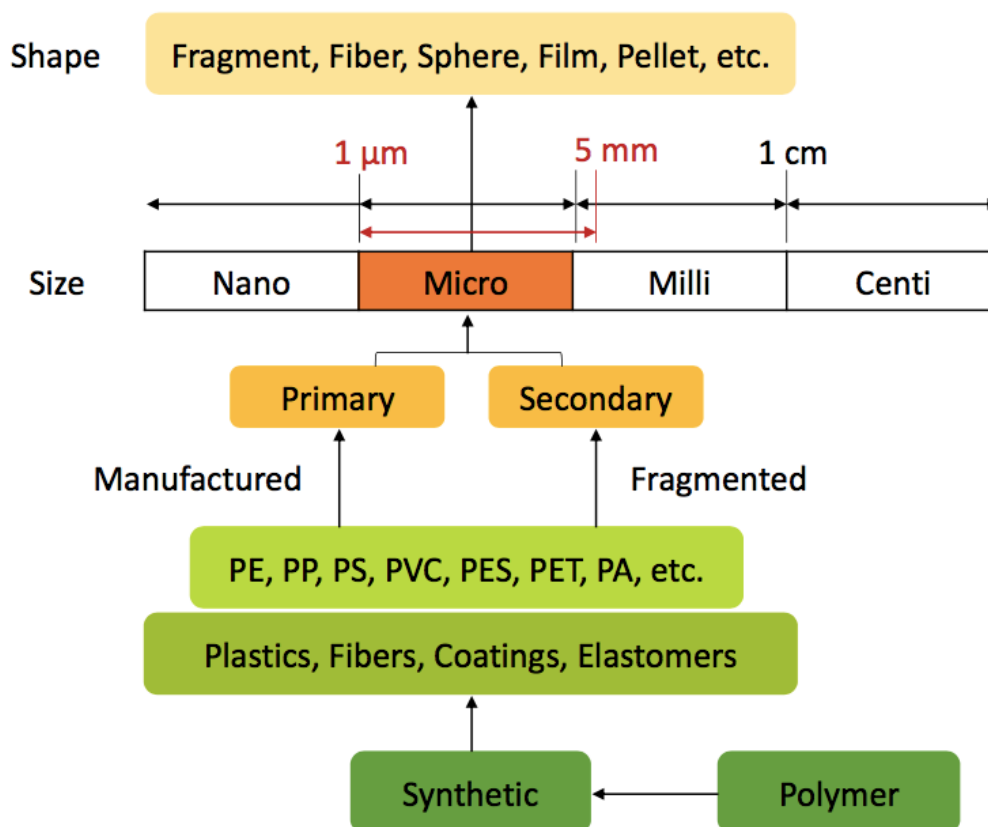 Shape
Fragment, Fiber, Sphere, Film, Pellet, etc.
1 μm
5 mm
1 cm
Size
Nano
Micro
Milli
Centi
Primary
Secondary
Manufactured
Fragmented
PE, PP, PS, PVC, PES, PET, PA, etc.
Plastics, Fibers, Coatings, Elastomers
Synthetic
Polymer